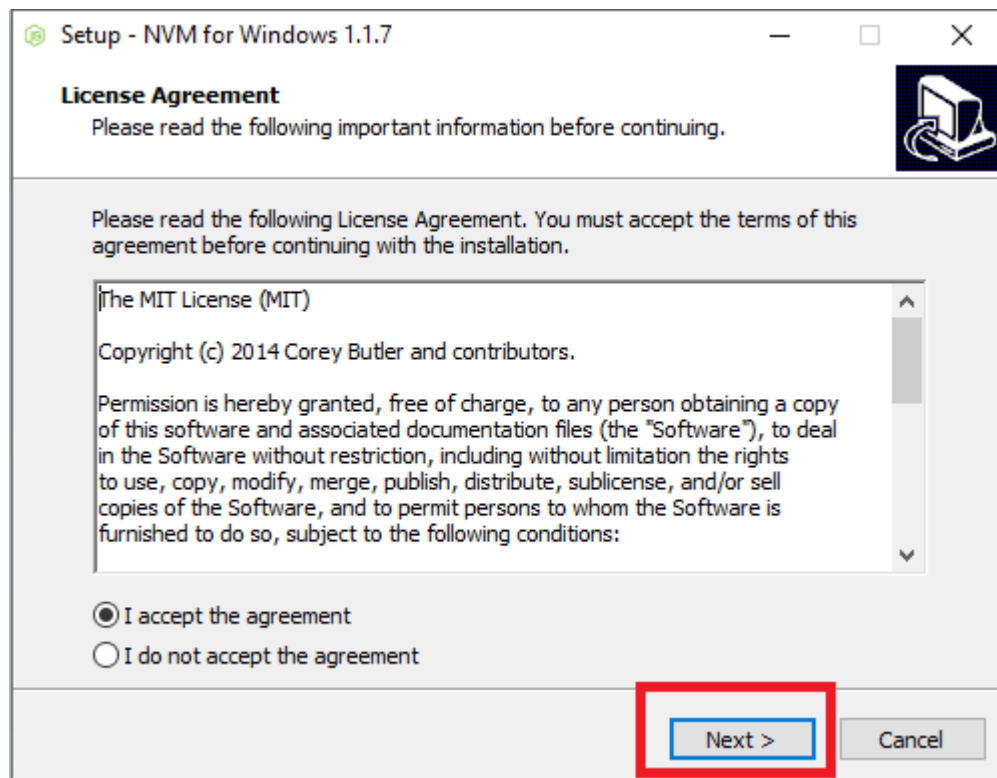 Setup - NVM for Windows 1.1.7
License Agreement
Please read the following important information before continuing.
Please read the following License Agreement. You must accept the terms of this
agreement before continuing with the installation.
The MIT License (MIT)
Copyright (c) 2014 Corey Butler and contributors.
Permission is hereby granted, free of charge, to any person obtaining a copy
of this software and associated documentation files (the "Software"), to deal
in the Software without restriction, including without limitation the rights
to use, copy, modify, merge, publish, distribute, sublicense, and/or sell
copies of the Software, and to permit persons to whom the Software is
furnished to do so, subject to the following conditions:
I accept the agreement
I do not accept the agreement
Next >
Cancel